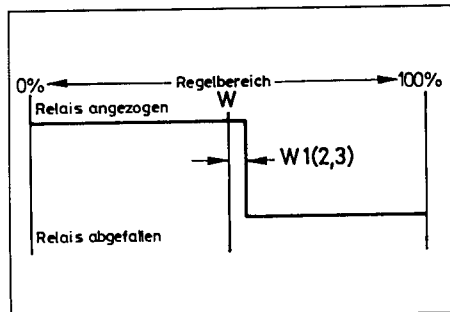 0% Regelbereich 100%
W
Relais angezogen
W1(2,3)
Relais abgefallen